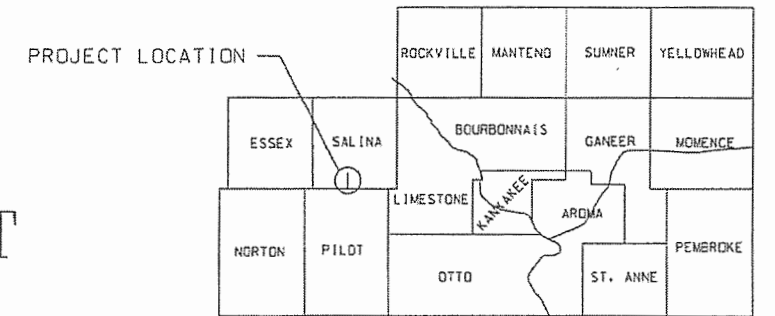 PROJECT LOCATION
ROCKVILLE MANTENO SUMNER YELLOWHEAD
ESSEX SALINA BOURBONNAIS GANEER MOMENCE
1
LIMESTONE KANKAKEE AROMA
T
NORTON PILOT OTTO ST. ANNE PEMBROKE